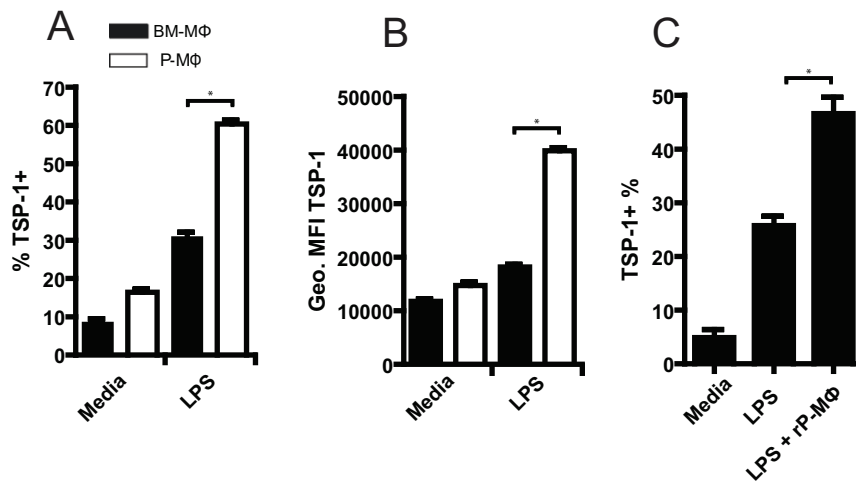 A
BM-MΦ
P-MΦ
% TSP-1+
70
60
50
40
30
20
10
0
*
Media
LPS
B
Geo. MFI TSP-1
50000
40000
30000
20000
10000
0
*
Media
LPS
C
TSP-1+ %
50
40
30
20
10
0
*
Media
LPS
LPS + rP-MΦ